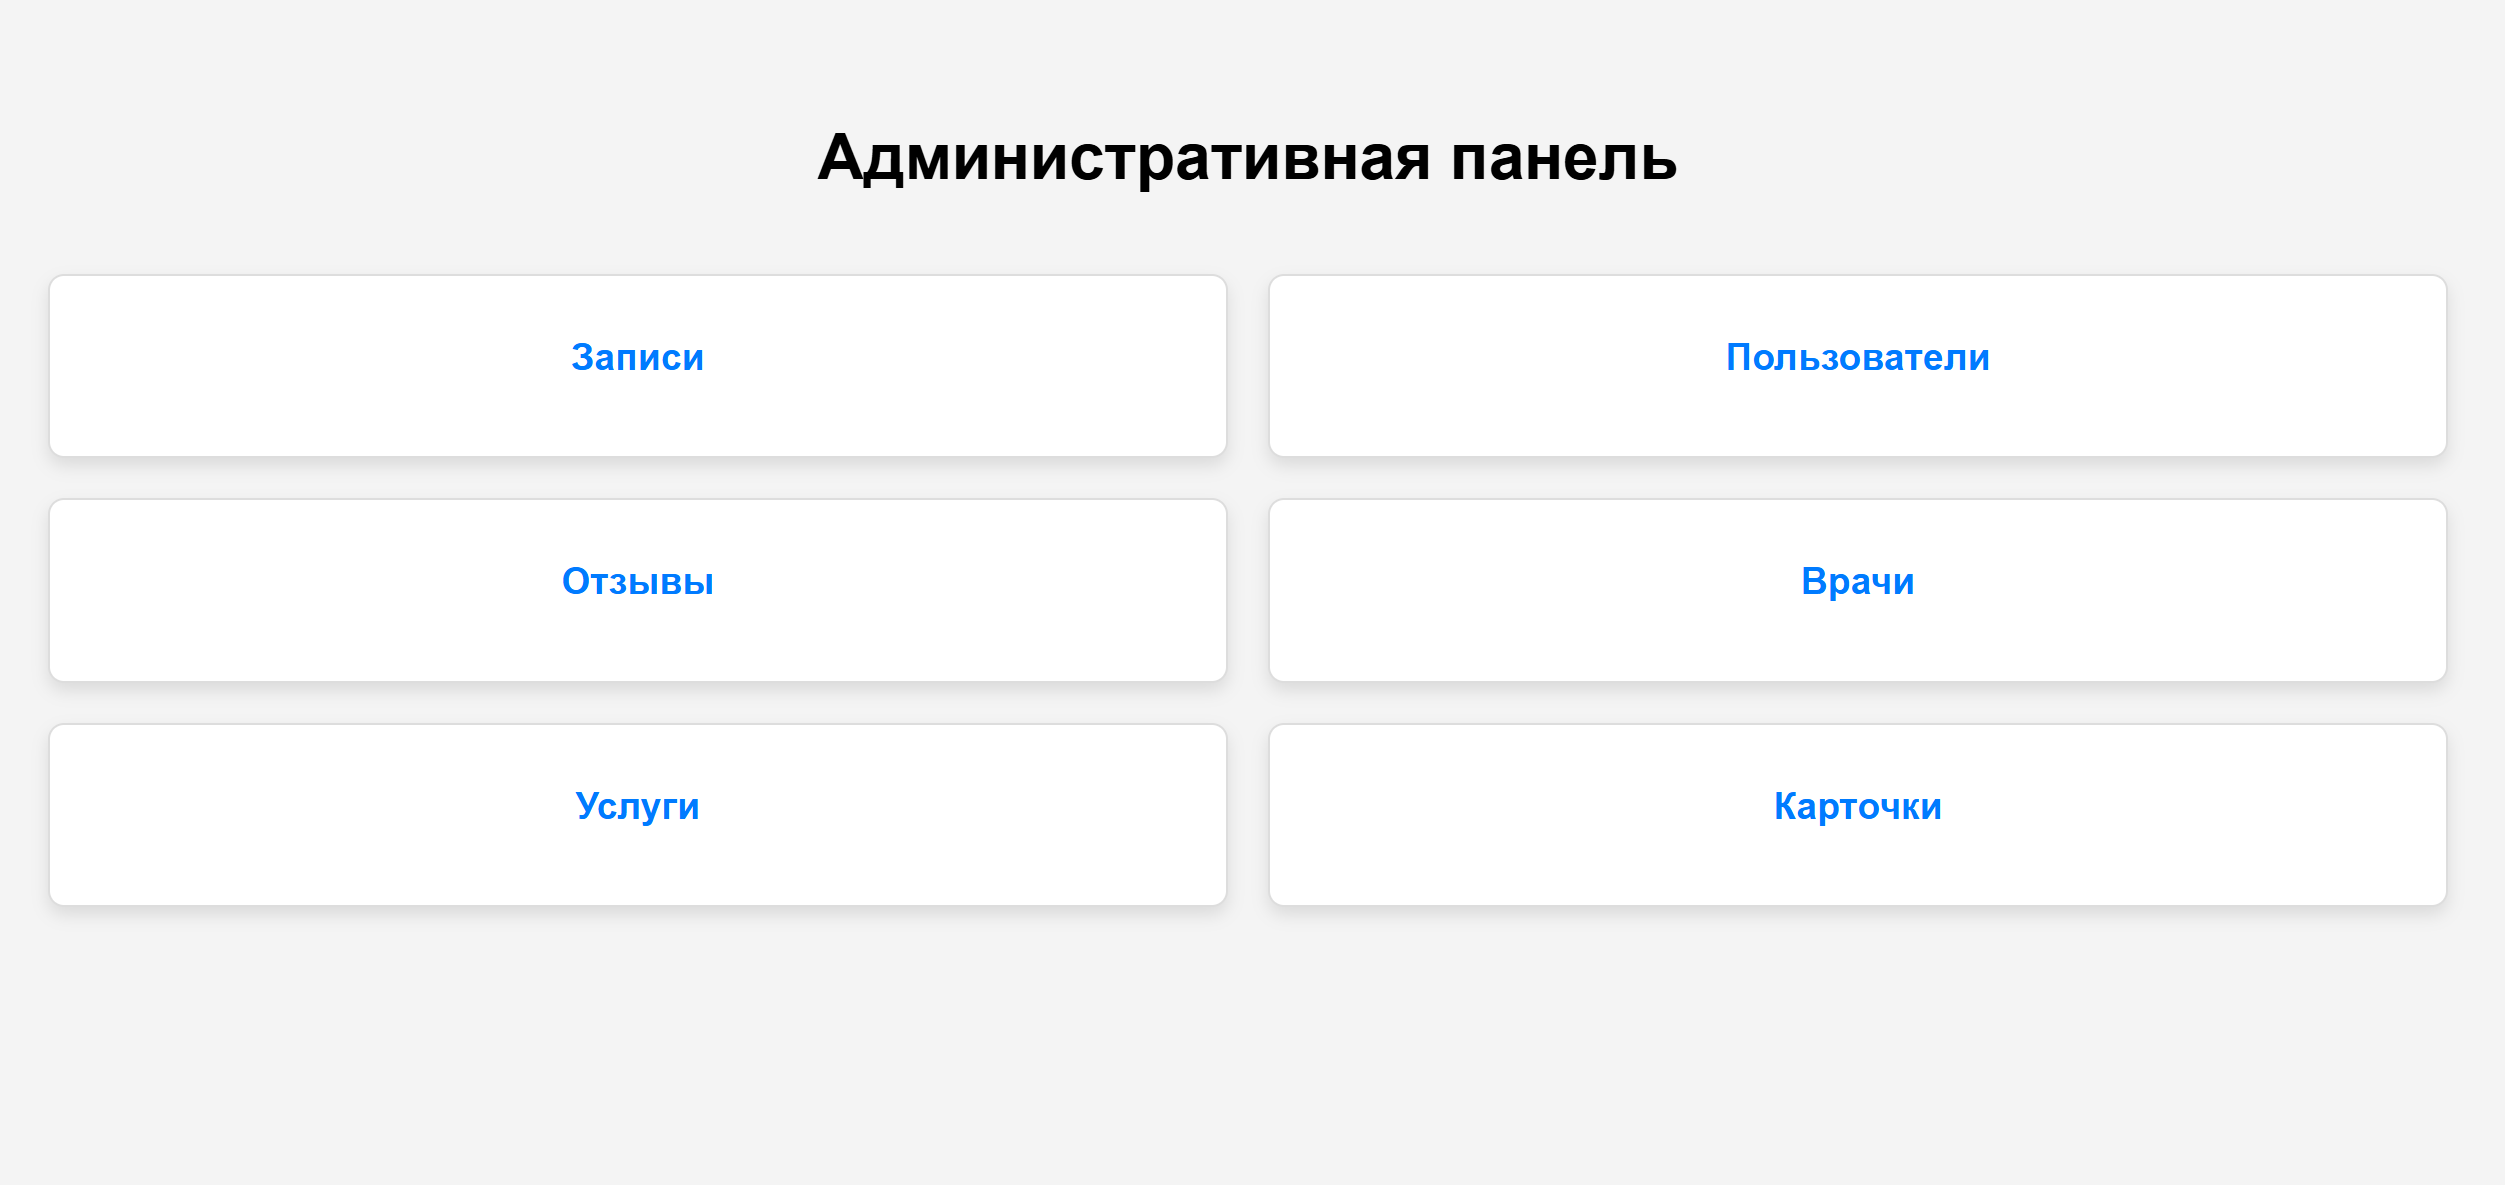 Административная панель
Записи
Пользователи
Отзывы
Врачи
Услуги
Карточки